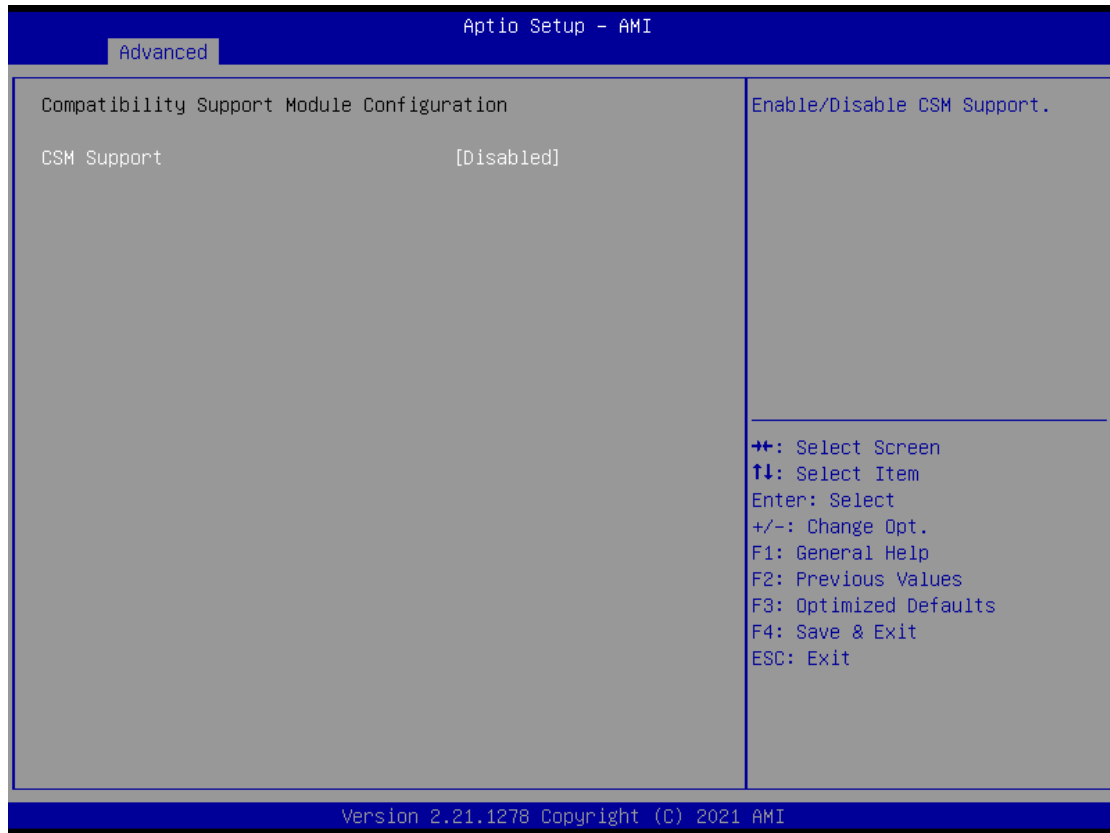 Aptio Setup – AMI
Advanced
Compatibility Support Module Configuration
CSM Support [Disabled]
Enable/Disable CSM Support.
→←: Select Screen
↑↓: Select Item
Enter: Select
+/-: Change Opt.
F1: General Help
F2: Previous Values
F3: Optimized Defaults
F4: Save & Exit
ESC: Exit
Version 2.21.1278 Copyright (C) 2021 AMI